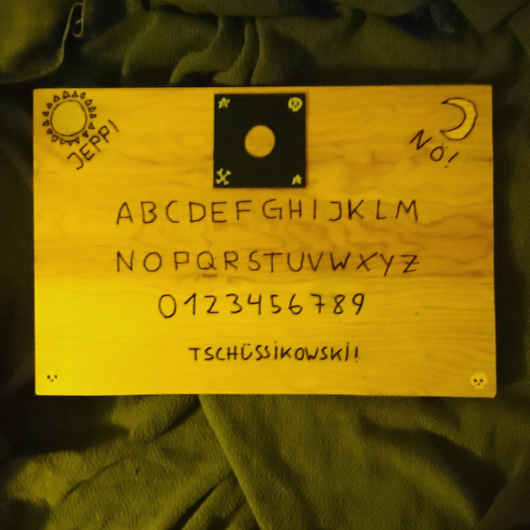 JEPP!
NÖ!
ABCDEFGHIJKLM
NOPQRSTUVWXYZ
0123456789
TSCHÜSSIKOWSKI!